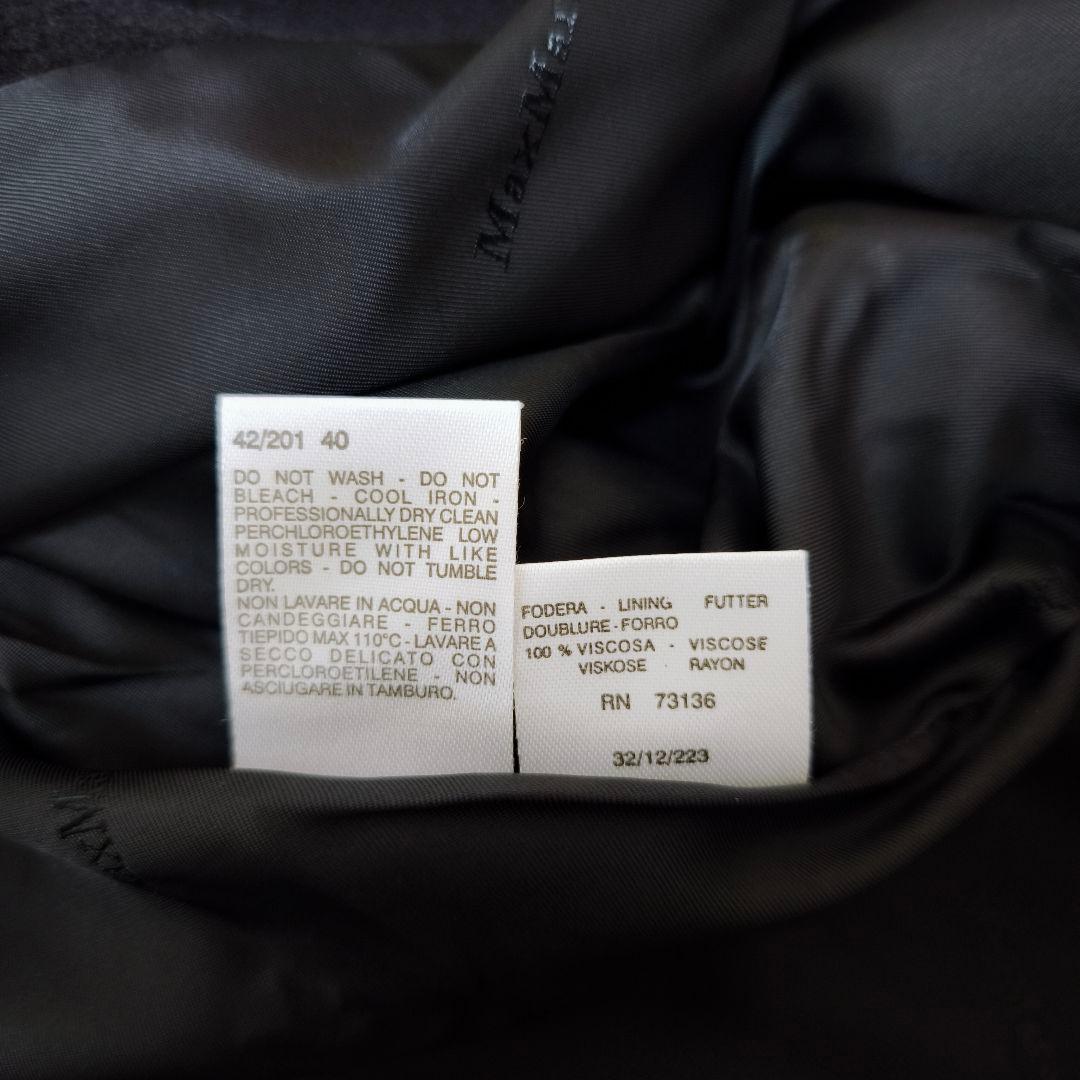 MaxMar
42/201 40
DO NOT WASH - DO NOT
BLEACH - COOL IRON -
PROFESSIONALLY DRY CLEAN
PERCHLOROETHYLENE LOW
MOISTURE WITH LIKE
COLORS - DO NOT TUMBLE
DRY.
NON LAVARE IN ACQUA - NON
CANDEGGIARE - FERRO
TIEPIDO MAX 110°C - LAVARE A
SECCO DELICATO CON
PERCLOROETILENE - NON
ASCIUGARE IN TAMBURO.
FODERA - LINING FUTTER
DOUBLURE - FORRO
100 % VISCOSA - VISCOSE
VISKOSE RAYON
RN 73136
32/12/223